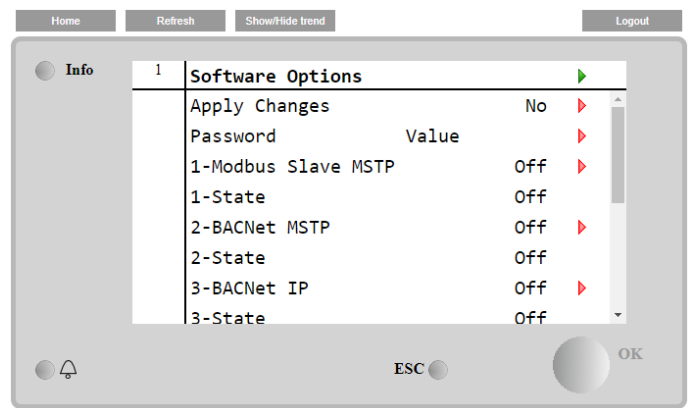 Home Refresh Show/Hide trend Logout
Info
1 Software Options
Apply Changes No
Password Value
1-Modbus Slave MSTP Off
1-State Off
2-BACNet MSTP Off
2-State Off
3-BACNet IP Off
3-State Off
ESC OK